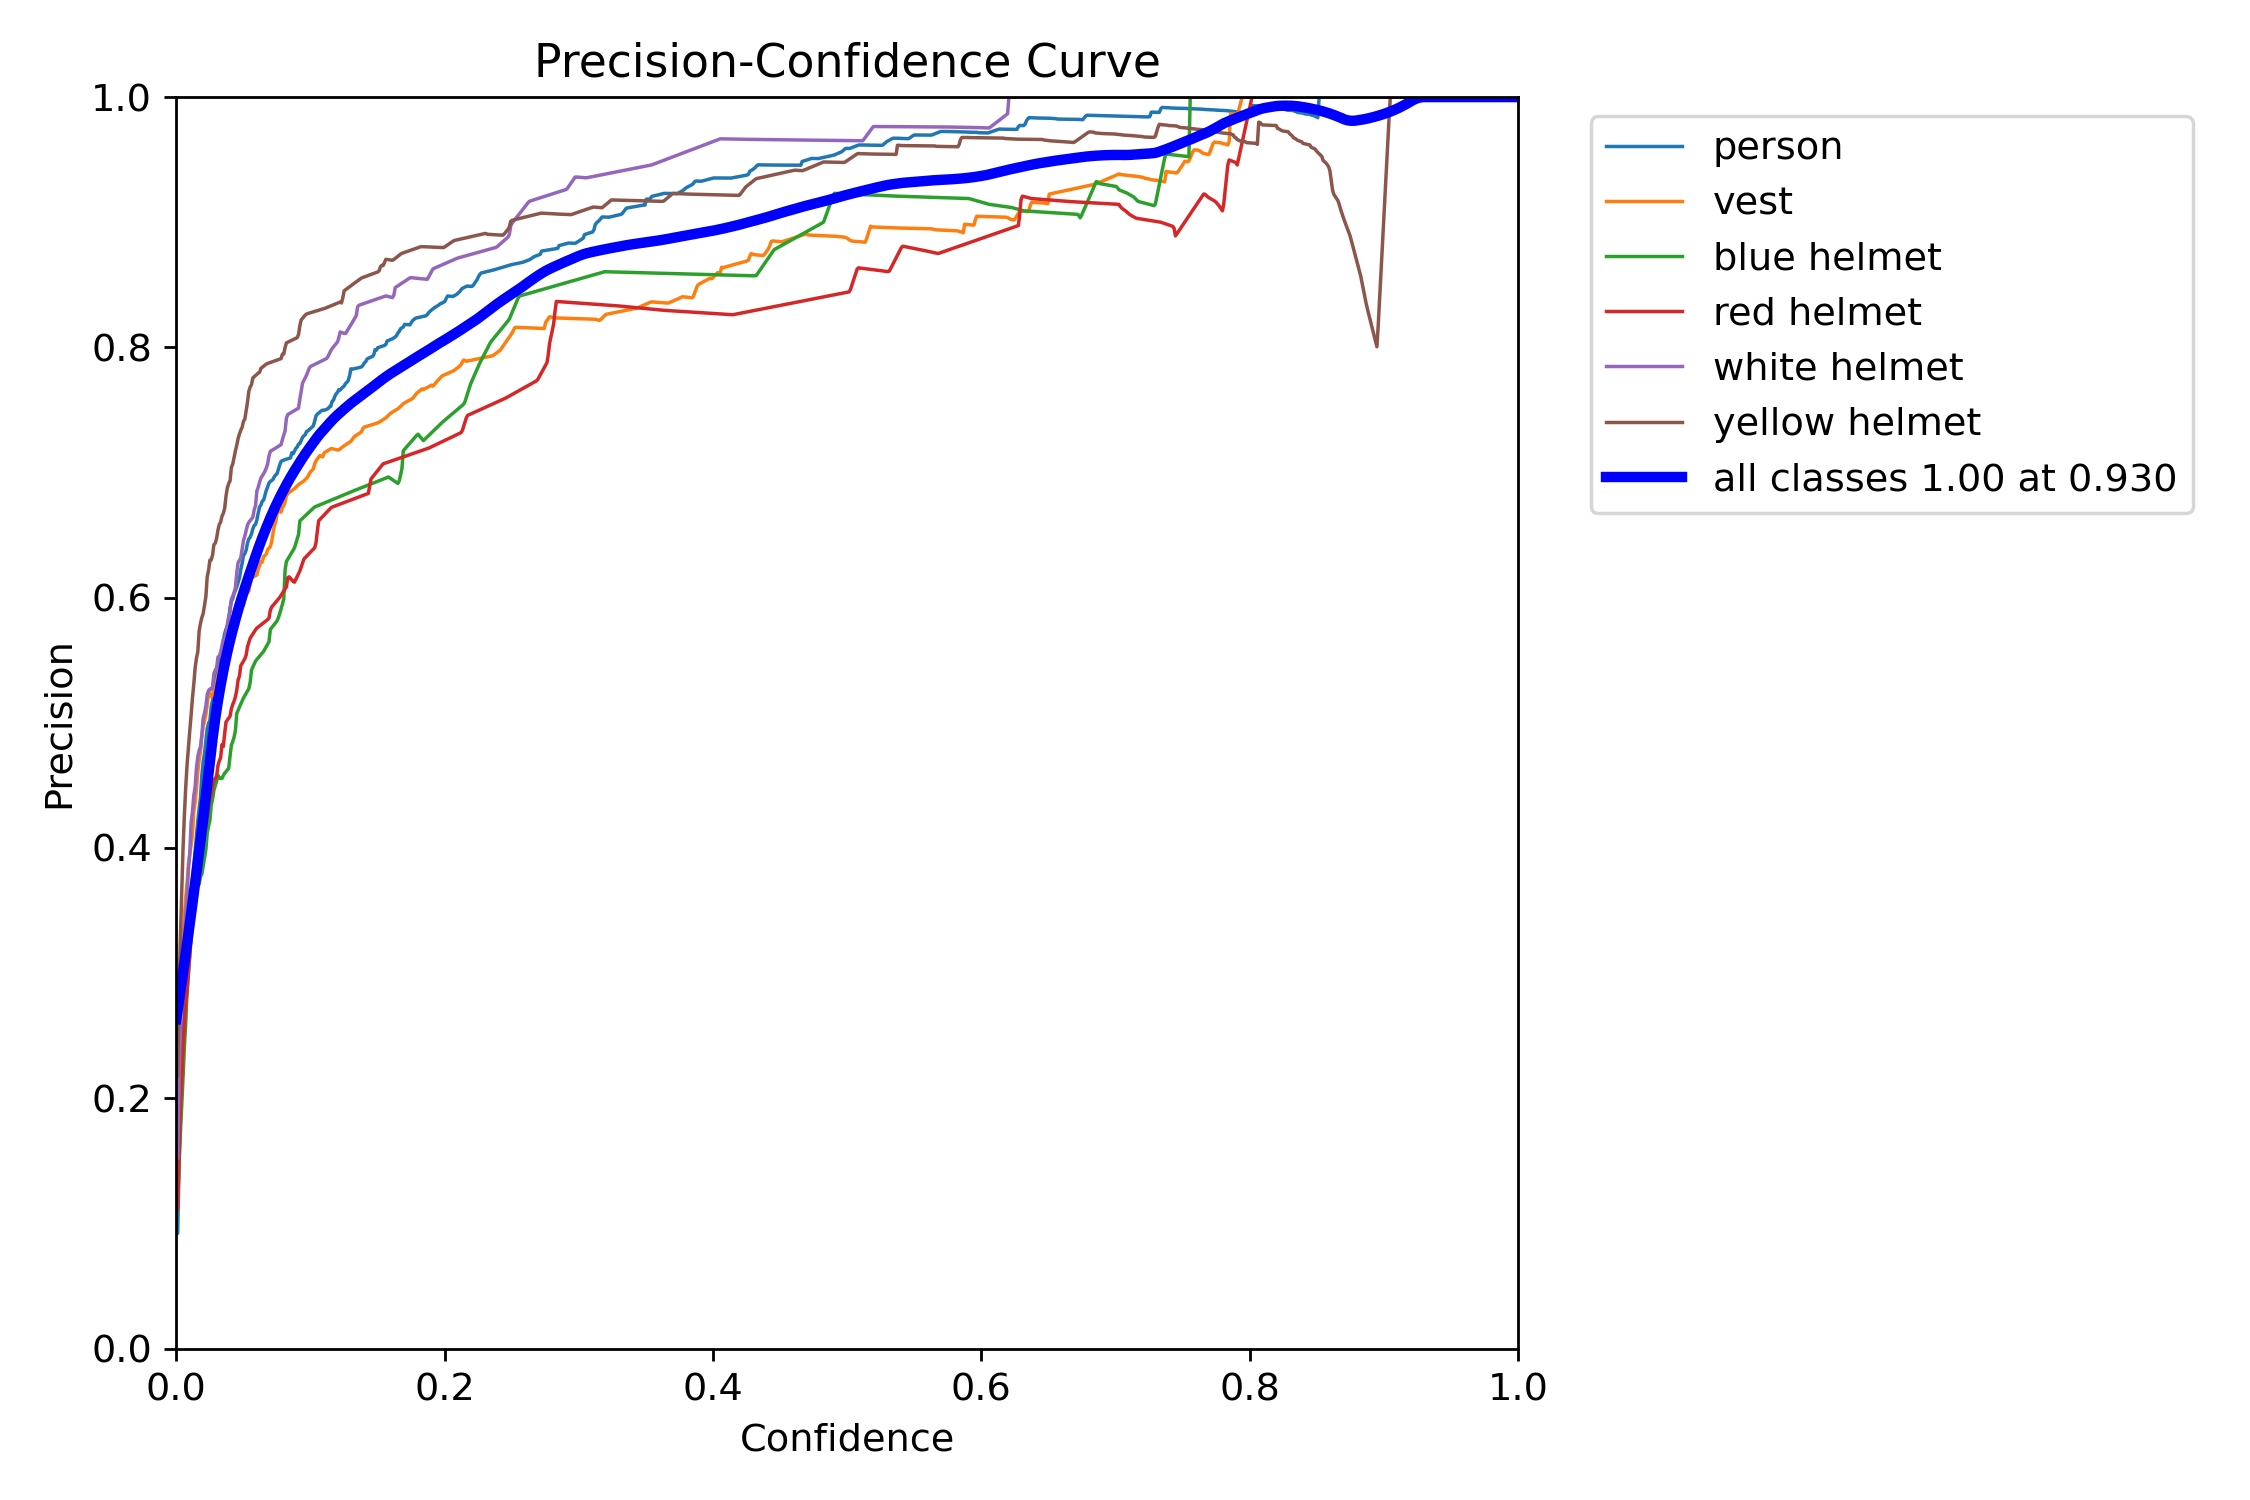 Precision-Confidence Curve
1.0
0.8
0.6
0.4
0.2
0.0
Precision
0.0 0.2 0.4 0.6 0.8 1.0
Confidence
person
vest
blue helmet
red helmet
white helmet
yellow helmet
all classes 1.00 at 0.930